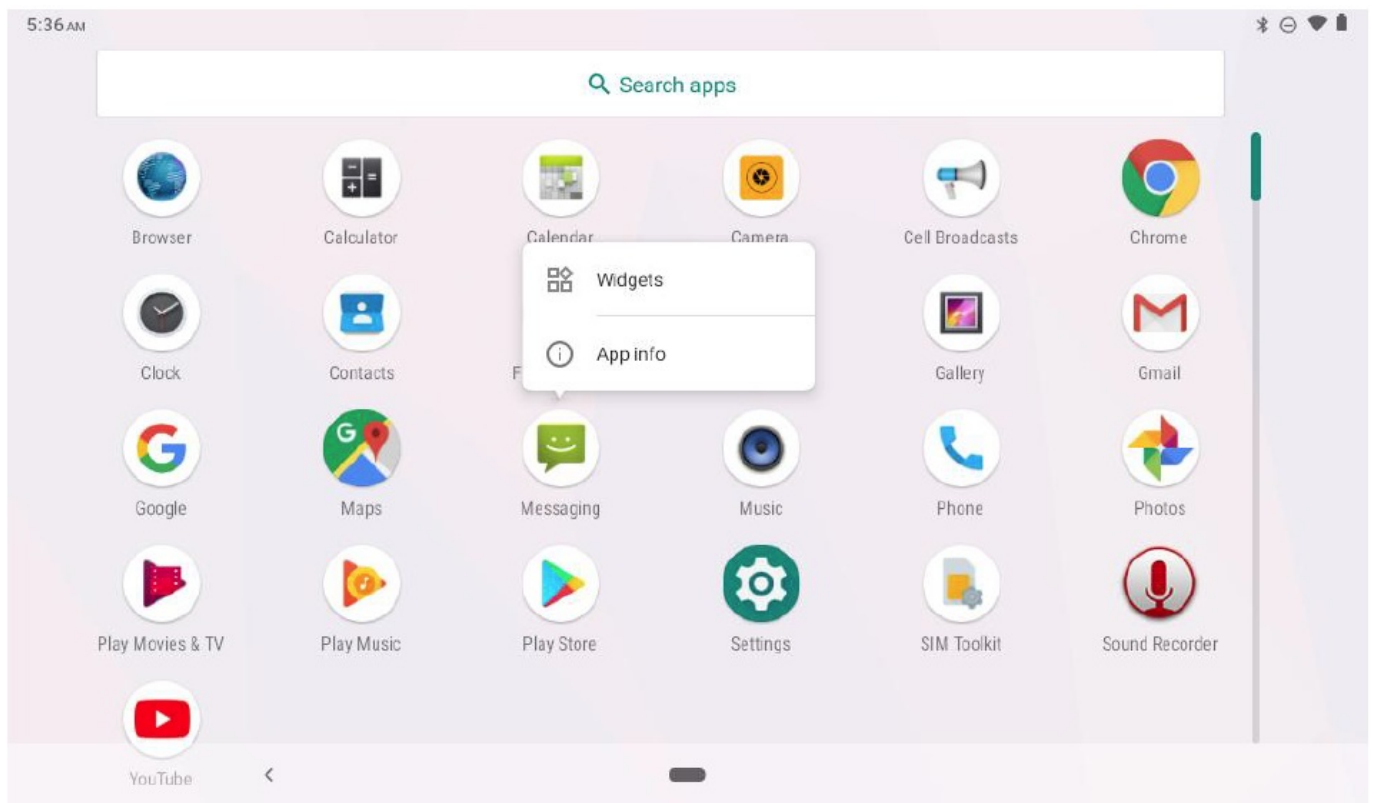 5:36 AM
Search apps
Browser
Calculator
Calendar
Camera
Cell Broadcasts
Chrome
Widgets
App info
Clock
Contacts
F
Gallery
Gmail
Google
Maps
Messaging
Music
Phone
Photos
Play Movies & TV
Play Music
Play Store
Settings
SIM Toolkit
Sound Recorder
YouTube